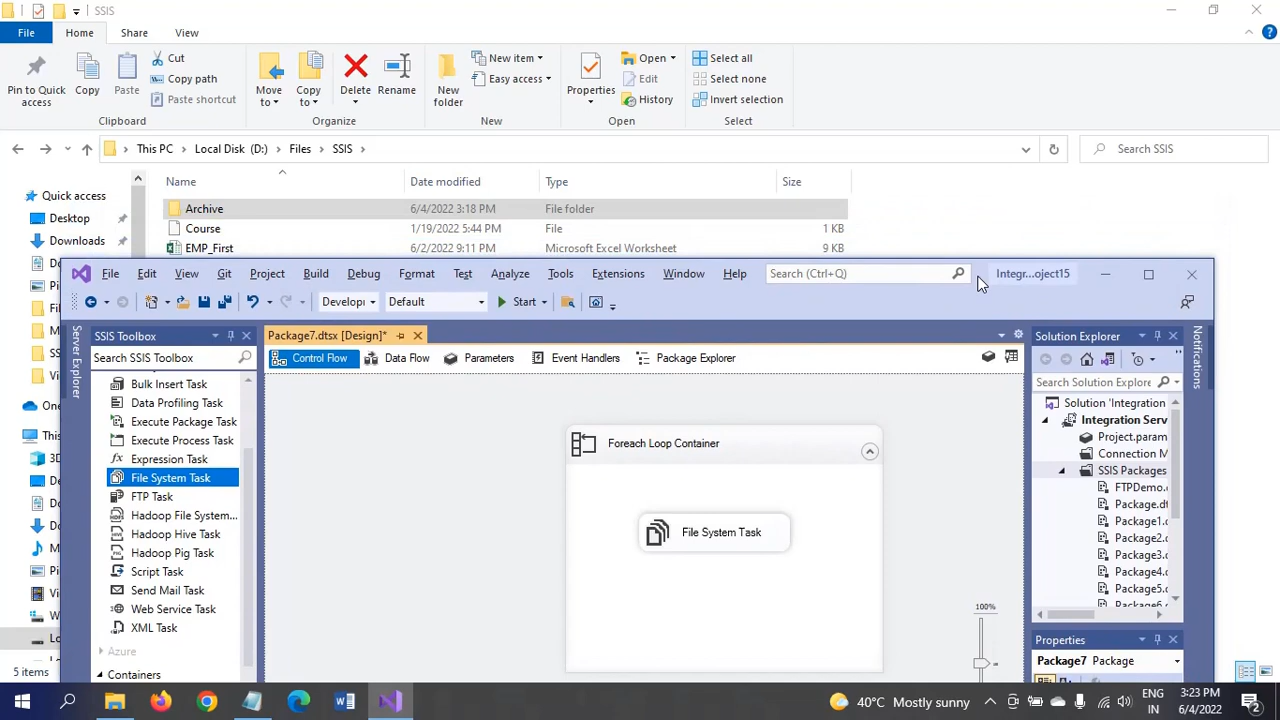 SSIS
File Home Share View
Pin to Quick access
Copy
Paste
Cut
Copy path
Paste shortcut
Clipboard
Move to
Copy to
Delete
Rename
Organize
New folder
New item
Easy access
New
Properties
Open
Edit
History
Open
Select all
Select none
Invert selection
Select
This PC Local Disk (D:) Files SSIS
Search SSIS
Name Date modified Type Size
Quick access
Desktop
Downloads
Archive 6/4/2022 3:18 PM File folder
Course 1/19/2022 5:44 PM File 1 KB
EMP_First 6/2/2022 9:11 PM Microsoft Excel Worksheet 9 KB
5 items
File Edit View Git Project Build Debug Format Test Analyze Tools Extensions Window Help
Search (Ctrl+Q)
Integr...oject15
Develop Default Start
Server Explorer
SSIS Toolbox
Search SSIS Toolbox
Bulk Insert Task
Data Profiling Task
Execute Package Task
Execute Process Task
Expression Task
File System Task
FTP Task
Hadoop File System...
Hadoop Hive Task
Hadoop Pig Task
Script Task
Send Mail Task
Web Service Task
XML Task
Azure
Containers
Package7.dtsx [Design]*
Control Flow Data Flow Parameters Event Handlers Package Explorer
Foreach Loop Container
File System Task
100%
Solution Explorer
Search Solution Explore
Solution 'Integration
Integration Serv
Project.param
Connection M
SSIS Packages
FTPDemo.c
Package.dt
Package1.c
Package2.c
Package3.c
Package4.c
Package5.c
Package6.c
Properties
Package7 Package
Notifications
40°C Mostly sunny
ENG
IN
3:23 PM
6/4/2022
2